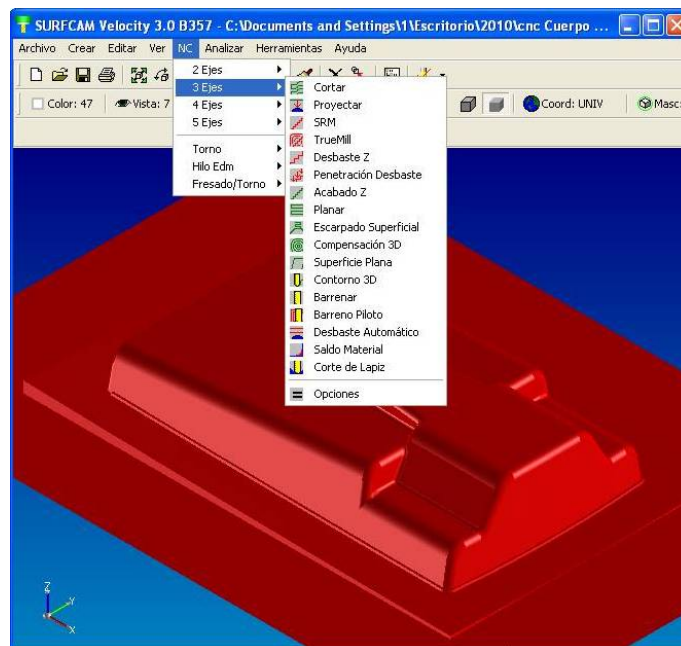 SURFCAM Velocity 3.0 B357 - C:\Documents and Settings\1\Escritorio\2010\cnc Cuerpo ...
Archivo Crear Editar Ver NC Analizar Herramientas Ayuda
Color: 47 Vista: 7 Coord: UNIV Masc:
2 Ejes
3 Ejes
4 Ejes
5 Ejes
Torno
Hilo Edm
Fresado/Torno
Cortar
Proyectar
SRM
TrueMill
Desbaste Z
Penetración Desbaste
Acabado Z
Planar
Escarpado Superficial
Compensación 3D
Superficie Plana
Contorno 3D
Barrenar
Barreno Piloto
Desbaste Automático
Saldo Material
Corte de Lapiz
Opciones
Z
Y
X